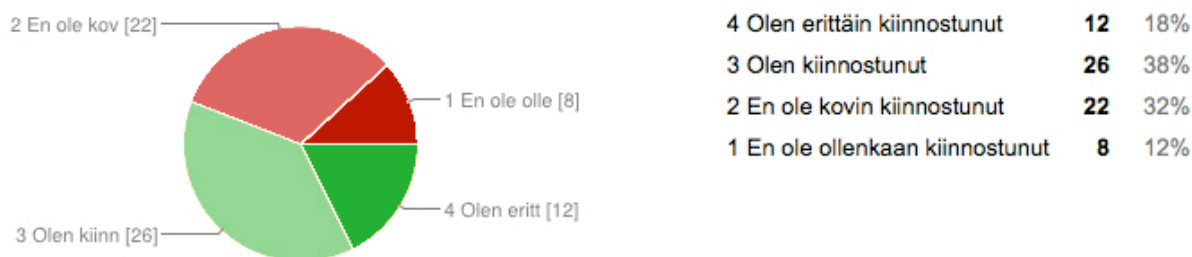 2 En ole kov [22]
1 En ole olle [8]
4 Olen eritt [12]
3 Olen kiinn [26]
4 Olen erittäin kiinnostunut 12 18%
3 Olen kiinnostunut 26 38%
2 En ole kovin kiinnostunut 22 32%
1 En ole ollenkaan kiinnostunut 8 12%